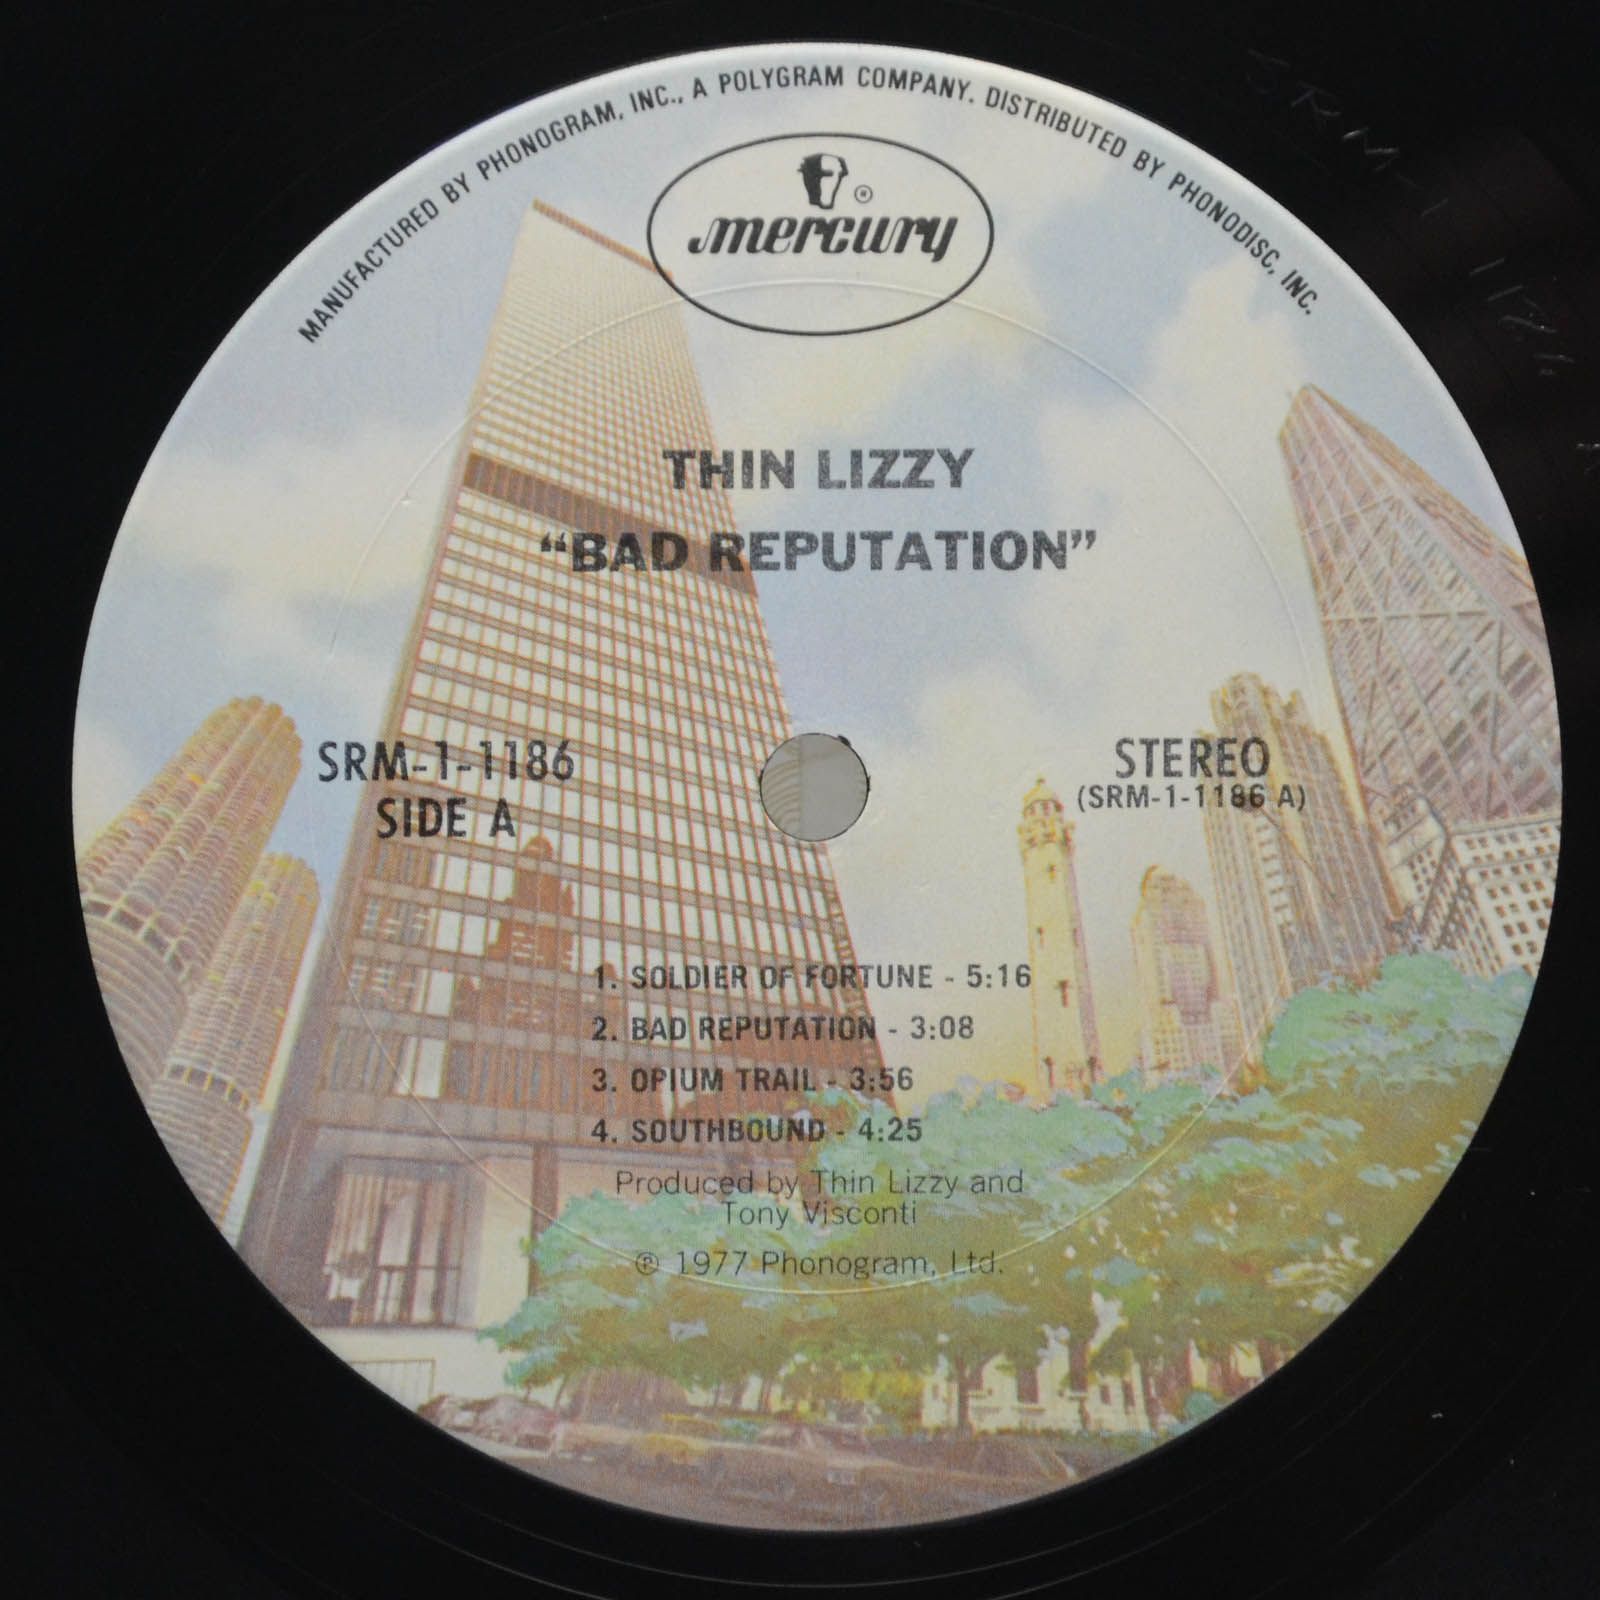 MANUFACTURED BY PHONOGRAM, INC., A POLYGRAM COMPANY. DISTRIBUTED BY PHONODISC, INC.
mercury ®
THIN LIZZY
“BAD REPUTATION”
SRM-1-1186
SIDE A
STEREO
(SRM-1-1186 A)
1. SOLDIER OF FORTUNE - 5:16
2. BAD REPUTATION - 3:08
3. OPIUM TRAIL - 3:56
4. SOUTHBOUND - 4:25
Produced by Thin Lizzy and
Tony Visconti
℗ 1977 Phonogram, Ltd.